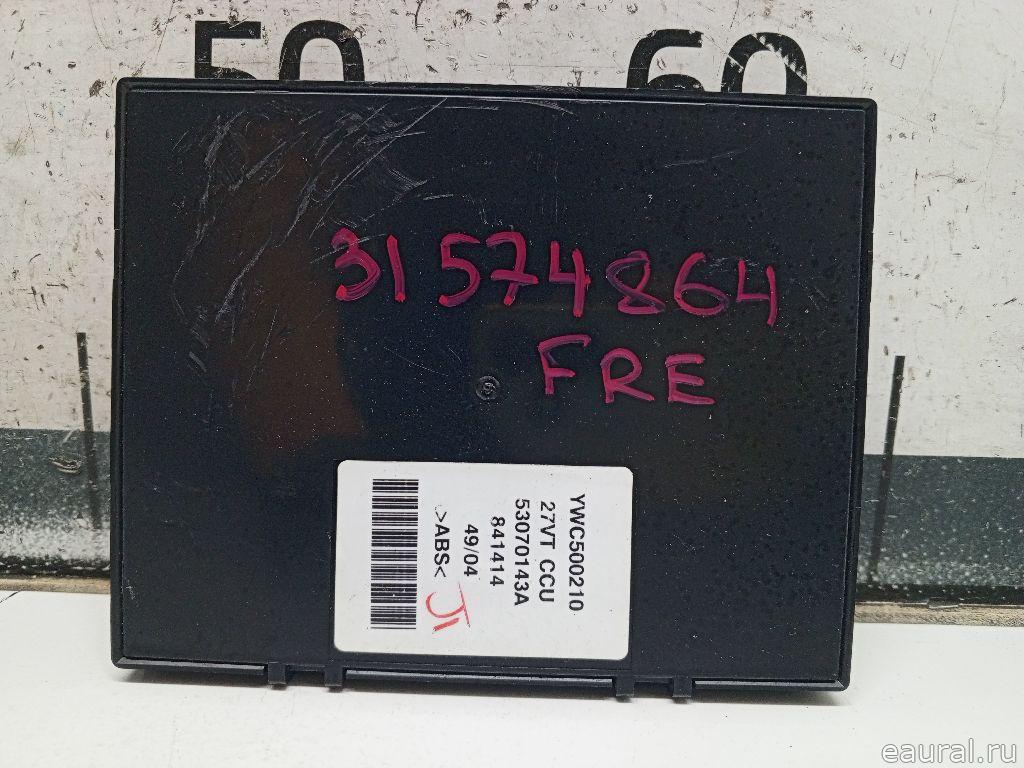 50 60
31574864
FRE
YWC500210
27VT CCU
53070143A
841414
49/04
>ABS<
J1
eaural.ru